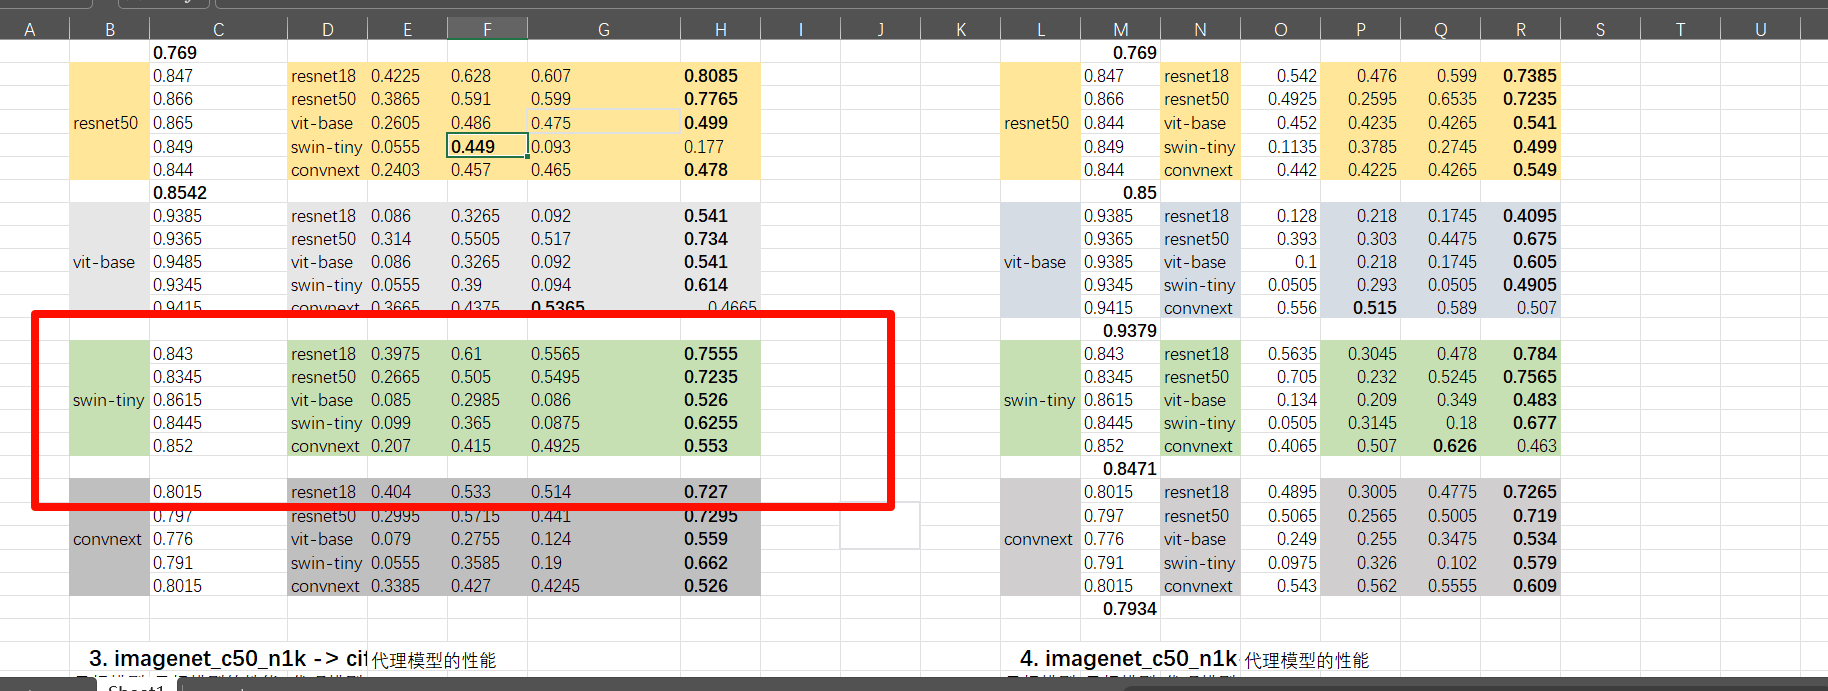 A B C D E F G H I J K L M N O P Q R S T U
0.769 0.769
0.847 resnet18 0.4225 0.628 0.607 0.8085 0.847 resnet18 0.542 0.476 0.599 0.7385
0.866 resnet50 0.3865 0.591 0.599 0.7765 0.866 resnet50 0.4925 0.2595 0.6535 0.7235
resnet50 0.865 vit-base 0.2605 0.486 0.475 0.499 resnet50 0.844 vit-base 0.452 0.4235 0.4265 0.541
0.849 swin-tiny 0.0555 0.449 0.093 0.177 0.849 swin-tiny 0.1135 0.3785 0.2745 0.499
0.844 convnext 0.2403 0.457 0.465 0.478 0.844 convnext 0.442 0.4225 0.4265 0.549
0.8542 0.85
0.9385 resnet18 0.086 0.3265 0.092 0.541 0.9385 resnet18 0.128 0.218 0.1745 0.4095
0.9365 resnet50 0.314 0.5505 0.517 0.734 0.9365 resnet50 0.393 0.303 0.4475 0.675
vit-base 0.9485 vit-base 0.086 0.3265 0.092 0.541 vit-base 0.9385 vit-base 0.1 0.218 0.1745 0.605
0.9345 swin-tiny 0.0555 0.39 0.094 0.614 0.9345 swin-tiny 0.0505 0.293 0.0505 0.4905
0.9415 convnext 0.3665 0.4375 0.5365 0.4665 0.9415 convnext 0.556 0.515 0.589 0.507
0.9379
0.843 resnet18 0.3975 0.61 0.5565 0.7555 0.843 resnet18 0.5635 0.3045 0.478 0.784
0.8345 resnet50 0.2665 0.505 0.5495 0.7235 0.8345 resnet50 0.705 0.232 0.5245 0.7565
swin-tiny 0.8615 vit-base 0.085 0.2985 0.086 0.526 swin-tiny 0.8615 vit-base 0.134 0.209 0.349 0.483
0.8445 swin-tiny 0.099 0.365 0.0875 0.6255 0.8445 swin-tiny 0.0505 0.3145 0.18 0.677
0.852 convnext 0.207 0.415 0.4925 0.553 0.852 convnext 0.4065 0.507 0.626 0.463
0.8471
0.8015 resnet18 0.404 0.533 0.514 0.727 0.8015 resnet18 0.4895 0.3005 0.4775 0.7265
0.797 resnet50 0.2995 0.5715 0.441 0.7295 0.797 resnet50 0.5065 0.2565 0.5005 0.719
convnext 0.776 vit-base 0.079 0.2755 0.124 0.559 convnext 0.776 vit-base 0.249 0.255 0.3475 0.534
0.791 swin-tiny 0.0555 0.3585 0.19 0.662 0.791 swin-tiny 0.0975 0.326 0.102 0.579
0.8015 convnext 0.3385 0.427 0.4245 0.526 0.8015 convnext 0.543 0.562 0.5555 0.609
0.7934
3. imagenet_c50_n1k -> cif 代理模型的性能 4. imagenet_c50_n1k 代理模型的性能
Sheet1